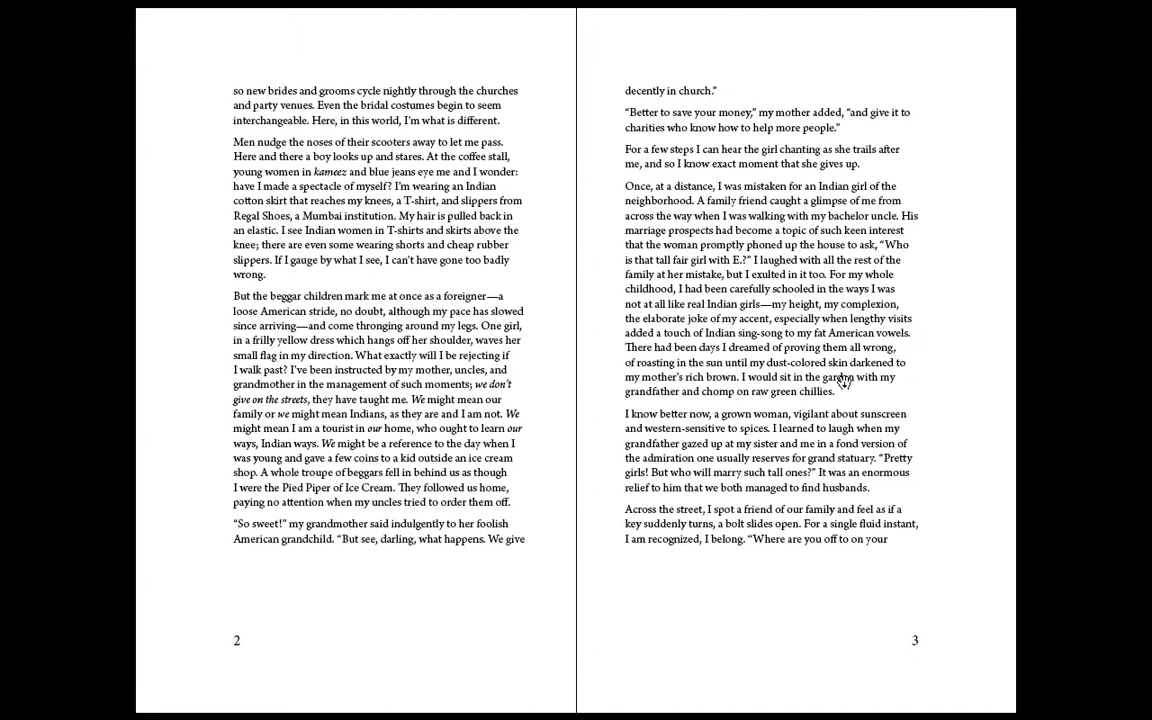 so new brides and grooms cycle nightly through the churches
and party venues. Even the bridal costumes begin to seem
interchangeable. Here, in this world, I'm what is different.
Men nudge the noses of their scooters away to let me pass.
Here and there a boy looks up and stares. At the coffee stall,
young women in kameez and blue jeans eye me and I wonder:
have I made a spectacle of myself? I'm wearing an Indian
cotton skirt that reaches my knees, a T-shirt, and slippers from
Regal Shoes, a Mumbai institution. My hair is pulled back in
an elastic. I see Indian women in T-shirts and skirts above the
knee; there are even some wearing shorts and cheap rubber
slippers. If I gauge by what I see, I can't have gone too badly
wrong.
But the beggar children mark me at once as a foreigner—a
loose American stride, no doubt, although my pace has slowed
since arriving—and come thronging around my legs. One girl,
in a frilly yellow dress which hangs off her shoulder, waves her
small flag in my direction. What exactly will I be rejecting if
I walk past? I've been instructed by my mother, uncles, and
grandmother in the management of such moments; we don't
give on the streets, they have taught me. We might mean our
family or we might mean Indians, as they are and I am not. We
might mean I am a tourist in our home, who ought to learn our
ways, Indian ways. We might be a reference to the day when I
was young and gave a few coins to a kid outside an ice cream
shop. A whole troupe of beggars fell in behind us as though
I were the Pied Piper of Ice Cream. They followed us home,
paying no attention when my uncles tried to order them off.
“So sweet!” my grandmother said indulgently to her foolish
American grandchild. “But see, darling, what happens. We give
2
decently in church.”
“Better to save your money,” my mother added, “and give it to
charities who know how to help more people.”
For a few steps I can hear the girl chanting as she trails after
me, and so I know exact moment that she gives up.
Once, at a distance, I was mistaken for an Indian girl of the
neighborhood. A family friend caught a glimpse of me from
across the way when I was walking with my bachelor uncle. His
marriage prospects had become a topic of such keen interest
that the woman promptly phoned up the house to ask, “Who
is that tall fair girl with E.?” I laughed with all the rest of the
family at her mistake, but I exulted in it too. For my whole
childhood, I had been carefully schooled in the ways I was
not at all like real Indian girls—my height, my complexion,
the elaborate joke of my accent, especially when lengthy visits
added a touch of Indian sing-song to my fat American vowels.
There had been days I dreamed of proving them all wrong,
of roasting in the sun until my dust-colored skin darkened to
my mother's rich brown. I would sit in the garden with my
grandfather and chomp on raw green chillies.
I know better now, a grown woman, vigilant about sunscreen
and western-sensitive to spices. I learned to laugh when my
grandfather gazed up at my sister and me in a fond version of
the admiration one usually reserves for grand statuary. “Pretty
girls! But who will marry such tall ones?” It was an enormous
relief to him that we both managed to find husbands.
Across the street, I spot a friend of our family and feel as if a
key suddenly turns, a bolt slides open. For a single fluid instant,
I am recognized, I belong. “Where are you off to on your
3